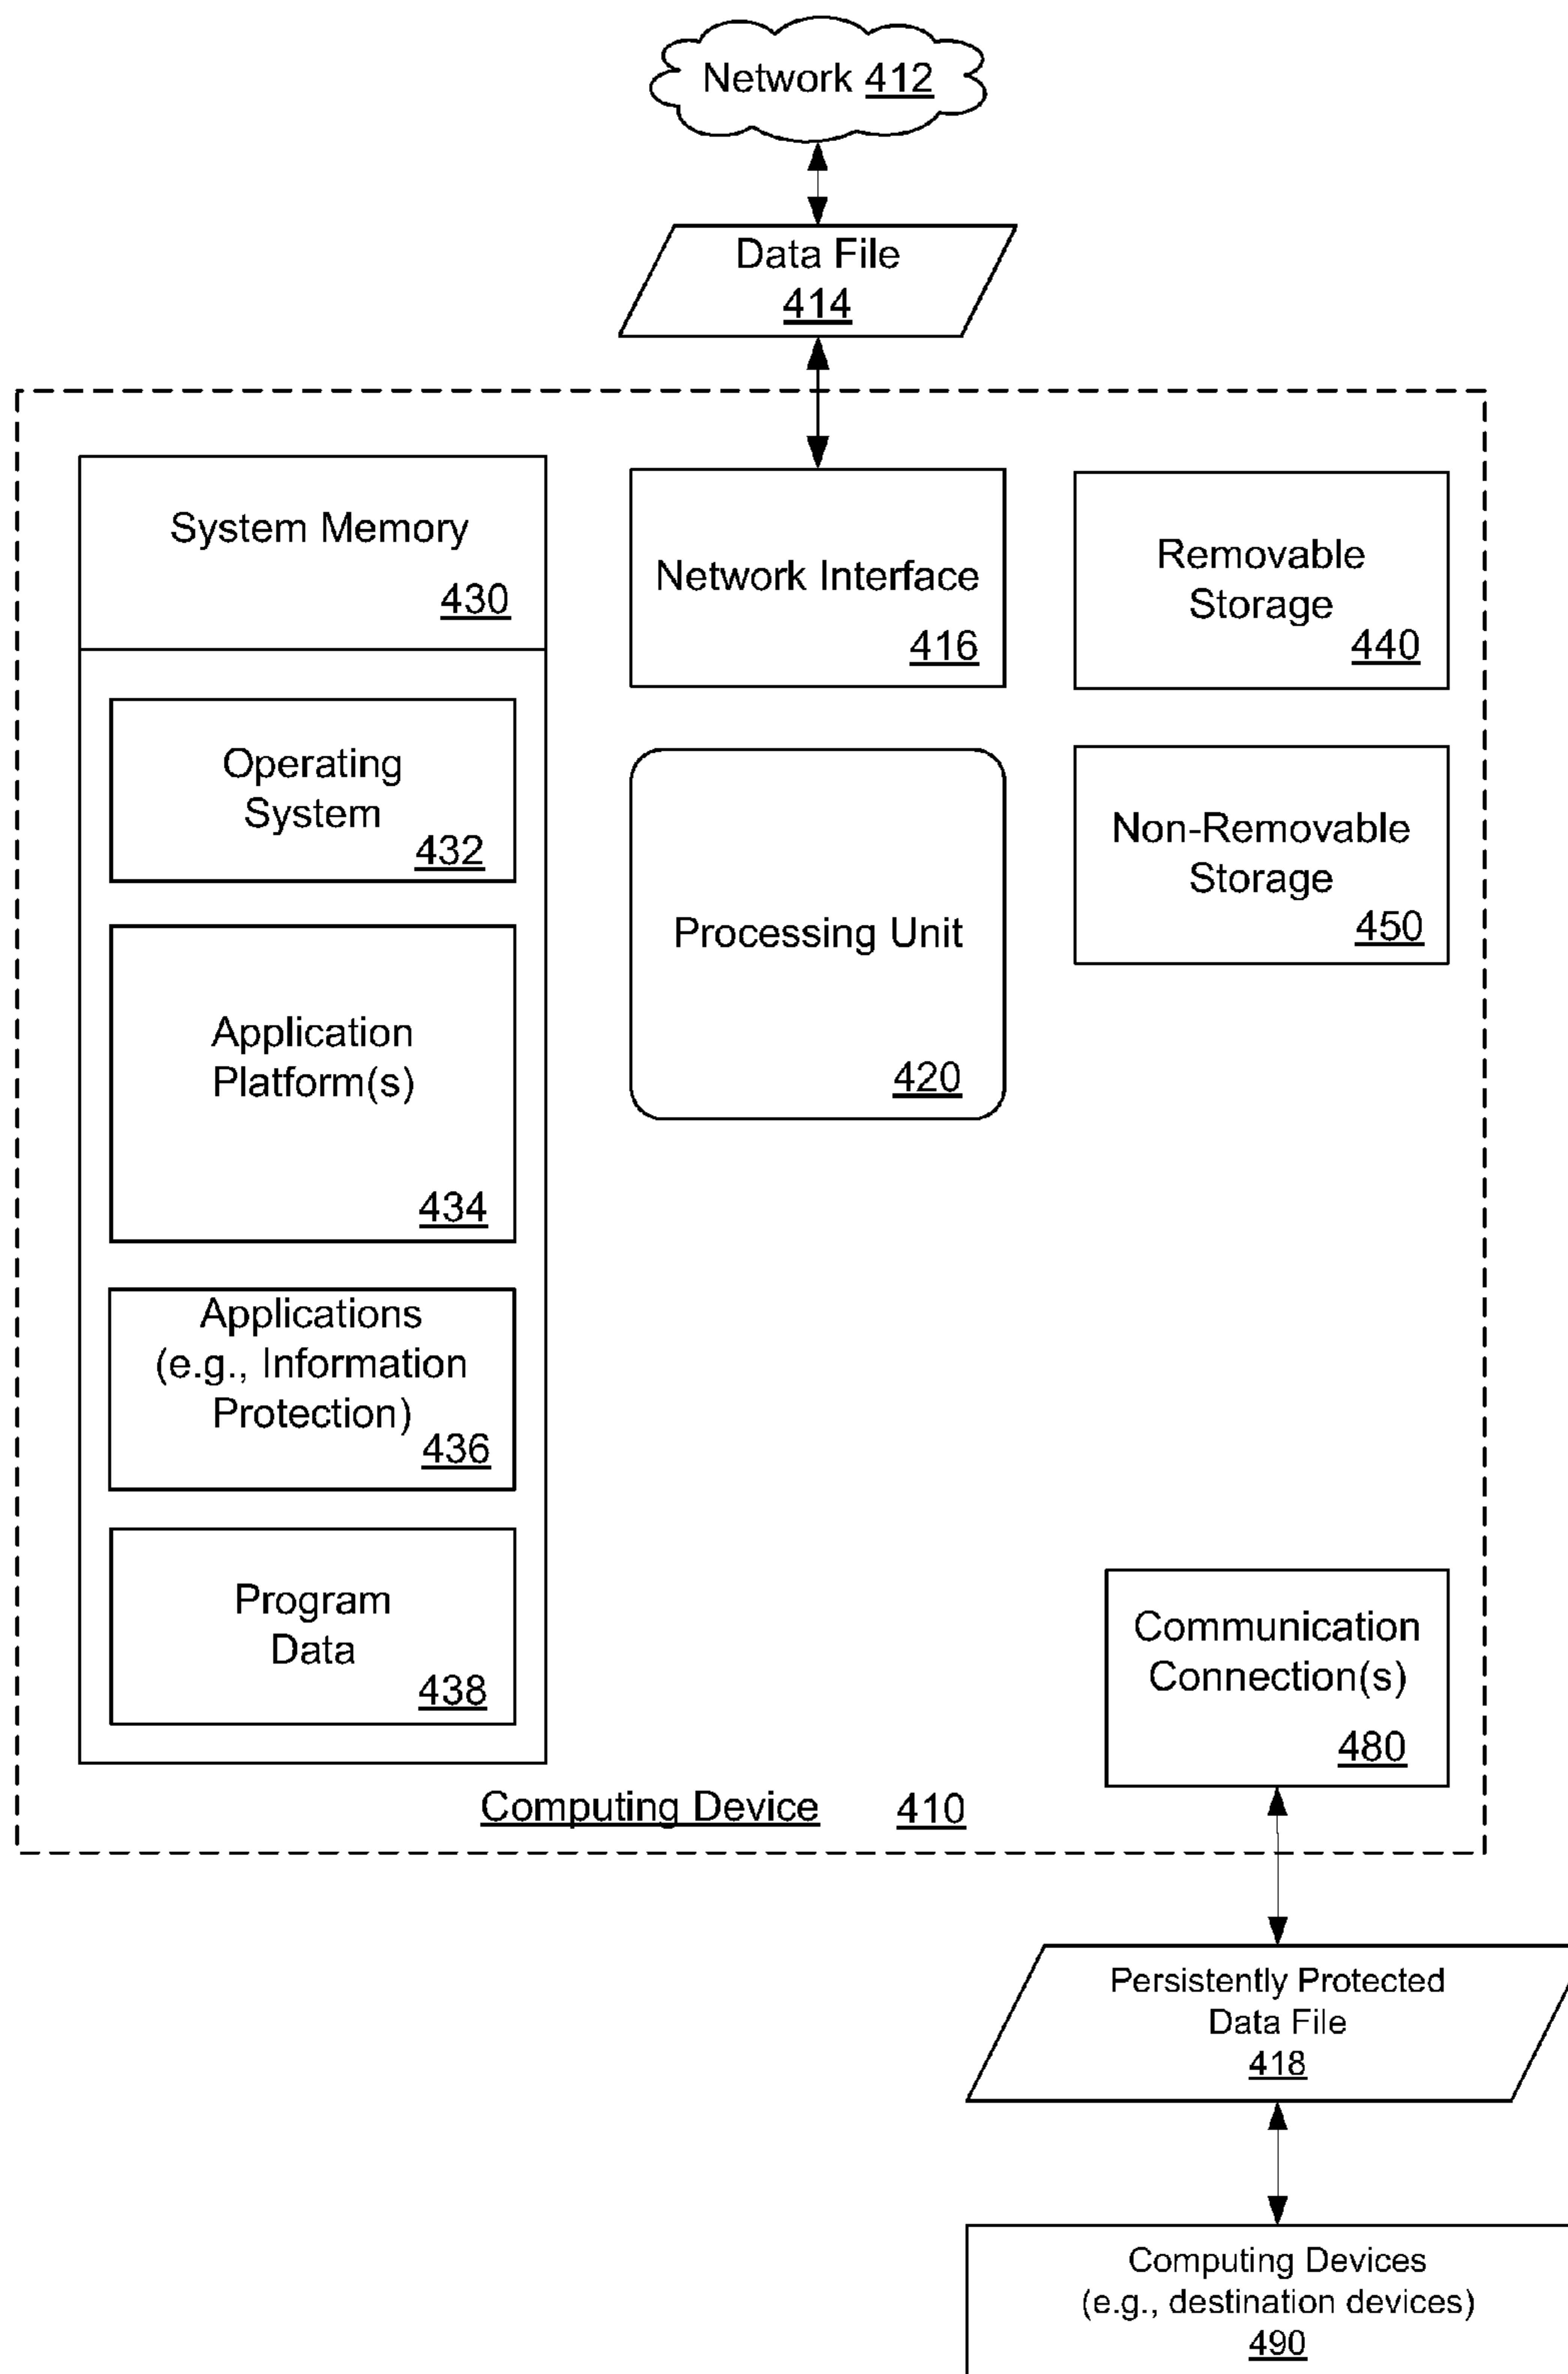 Network 412
Data File
414
System Memory
430
Network Interface
416
Removable
Storage
440
Operating
System
432
Processing Unit
420
Non-Removable
Storage
450
Application
Platform(s)
434
Applications
(e.g., Information
Protection)
436
Program
Data
438
Communication
Connection(s)
480
Computing Device 410
Persistently Protected
Data File
418
Computing Devices
(e.g., destination devices)
490